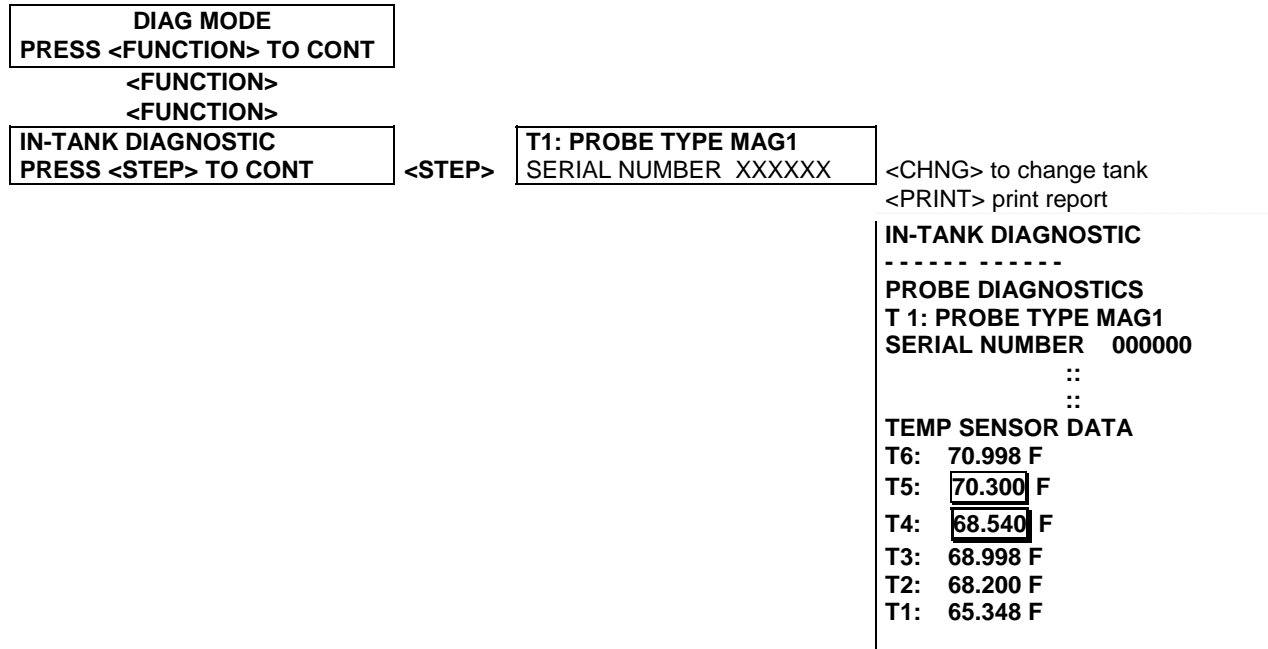 DIAG MODE
PRESS <FUNCTION> TO CONT
<FUNCTION>
<FUNCTION>
IN-TANK DIAGNOSTIC
PRESS <STEP> TO CONT
<STEP>
T1: PROBE TYPE MAG1
SERIAL NUMBER XXXXXX
<CHNG> to change tank
<PRINT> print report
IN-TANK DIAGNOSTIC
- - - - - - - - - - - -
PROBE DIAGNOSTICS
T 1: PROBE TYPE MAG1
SERIAL NUMBER 000000
::
::
TEMP SENSOR DATA
T6: 70.998 F
T5: 70.300 F
T4: 68.540 F
T3: 68.998 F
T2: 68.200 F
T1: 65.348 F